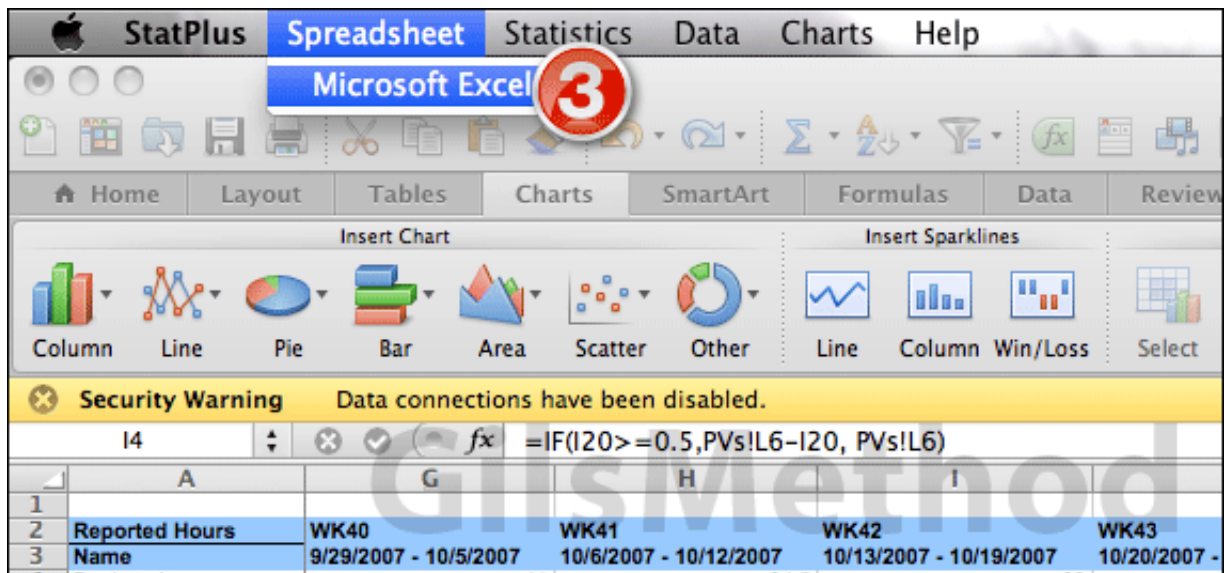 StatPlus Spreadsheet Statistics Data Charts Help
Microsoft Excel
3
Home Layout Tables Charts SmartArt Formulas Data Review
Insert Chart Insert Sparklines
Column Line Pie Bar Area Scatter Other Line Column Win/Loss Select
Security Warning Data connections have been disabled.
I4 fx =IF(I20>=0.5,PVs!L6-I20, PVs!L6)
GilsMethod
A G H I
1
2 Reported Hours WK40 WK41 WK42 WK43
3 Name 9/29/2007 - 10/5/2007 10/6/2007 - 10/12/2007 10/13/2007 - 10/19/2007 10/20/2007 -